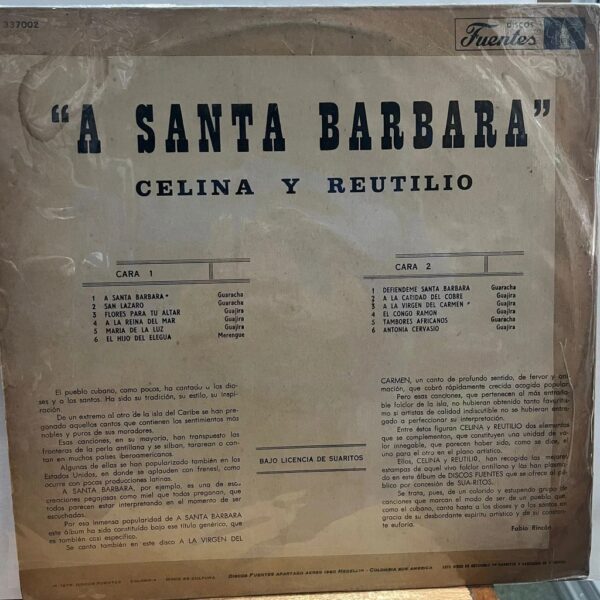 337002
DISCOS
Fuentes
"A SANTA BARBARA"
CELINA Y REUTILIO
CARA 1
1 A SANTA BARBARA* Guaracha
2 SAN LAZARO Guaracha
3 FLORES PARA TU ALTAR Guajira
4 A LA REINA DEL MAR Guajira
5 MARIA DE LA LUZ Guajira
6 EL HIJO DEL ELEGUA Merengue
CARA 2
1 DEFIENDEME SANTA BARBARA Guaracha
2 A LA CATIDAD DEL COBRE Guajira
3 A LA VIRGEN DEL CARMEN* Guajira
4 EL CONGO RAMON Guajira
5 TAMBORES AFRICANOS Guaracha
6 ANTONIA CERVASIO Guajira
El pueblo cubano, como pocos, ha cantado a los dio-
ses y a los santos. Ha sido su tradición, su estilo, su inspi-
ración.
De un extremo al otro de la isla del Caribe se han pre-
gonado aquellos cantos que contienen los sentimientos más
nobles y puros de sus moradores.
Esas canciones, en su mayoría, han transpuesto las
fronteras de la perla antillana y se silban, tararean o can-
tan en muchos países iberoamericanos.
Algunas de ellas se han popularizado también en los
Estados Unidos, en donde se aplauden con frenesí, como
ocurre con pocas producciones latinas.
A SANTA BARBARA, por ejemplo, es una de esas
creaciones pegajosas como miel que todos pregonan, que
todos parecen estar interpretando en el momento de ser
escuchadas.
Por esa inmensa popularidad de A SANTA BARBARA
este álbum ha sido constituído bajo ese título genérico, que
es también casi específico.
Se canta también en este disco A LA VIRGEN DEL
BAJO LICENCIA DE SUARITOS
CARMEN, un canto de profundo sentido, de fervor y
moción, que cobró rápidamente crecida acogida popular.
Pero esas canciones, que pertenecen al más entraña-
ble folclor de la isla, no hubieran obtenido tanto favoritis-
mo si artistas de calidad indiscutible no se hubieran entre-
gado a perfeccionar su interpretación.
Entre éstos figuran CELINA y REUTILIO dos elementos
que se complementan, que constituyen una unidad de va-
lor innegable, que parecen haber sido, como se dice, el
uno para el otro en el plano artístico.
Ellos, CELINA y REUTILIO, han recogido las mejores
estampas de aquel vivo folclor antillano y las han plasma-
do en este álbum de DISCOS FUENTES que se ofrece al pú-
blico por concesión de SUA-RITOS.
Se trata, pues, de un colorido y estupendo grupo de
canciones que marcan el modo de ser de un pueblo que,
como el cubano, canta hasta a los dioses y a los santos en
gracia de su desbordante espíritu artístico y de su constan-
te euforia.
Fabio Rincón
DISCOS FUENTES APARTADO AEREO 1960 MEDELLIN - COLOMBIA SUR AMERICA